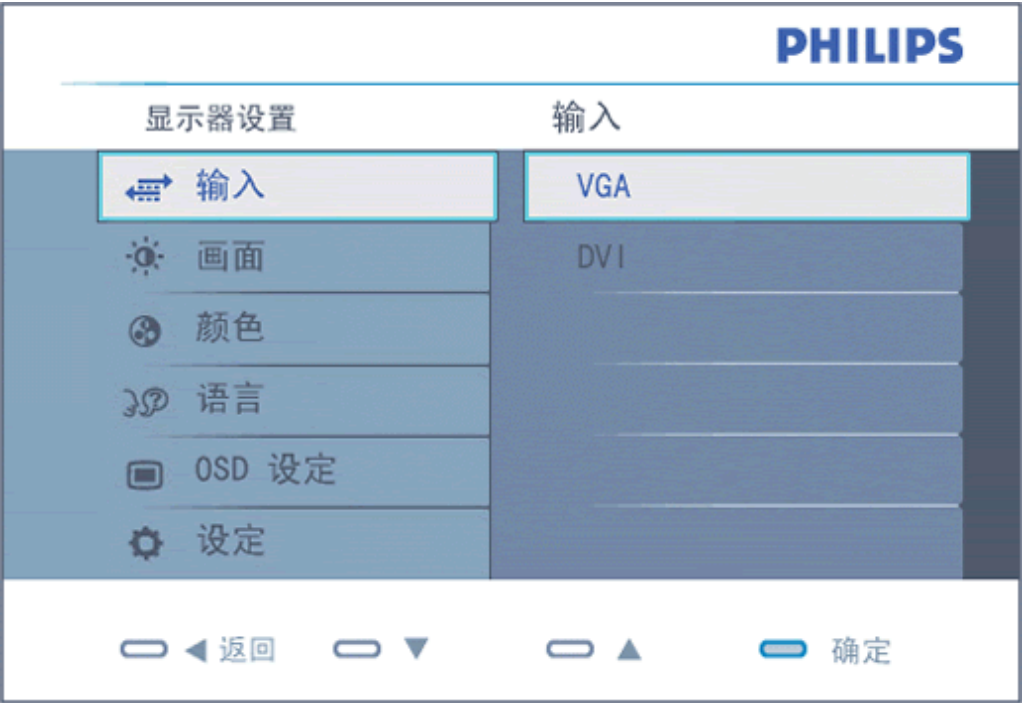 PHILIPS
显示器设置 输入
输入 VGA
画面 DVI
颜色
语言
OSD 设定
设定
返回 确定